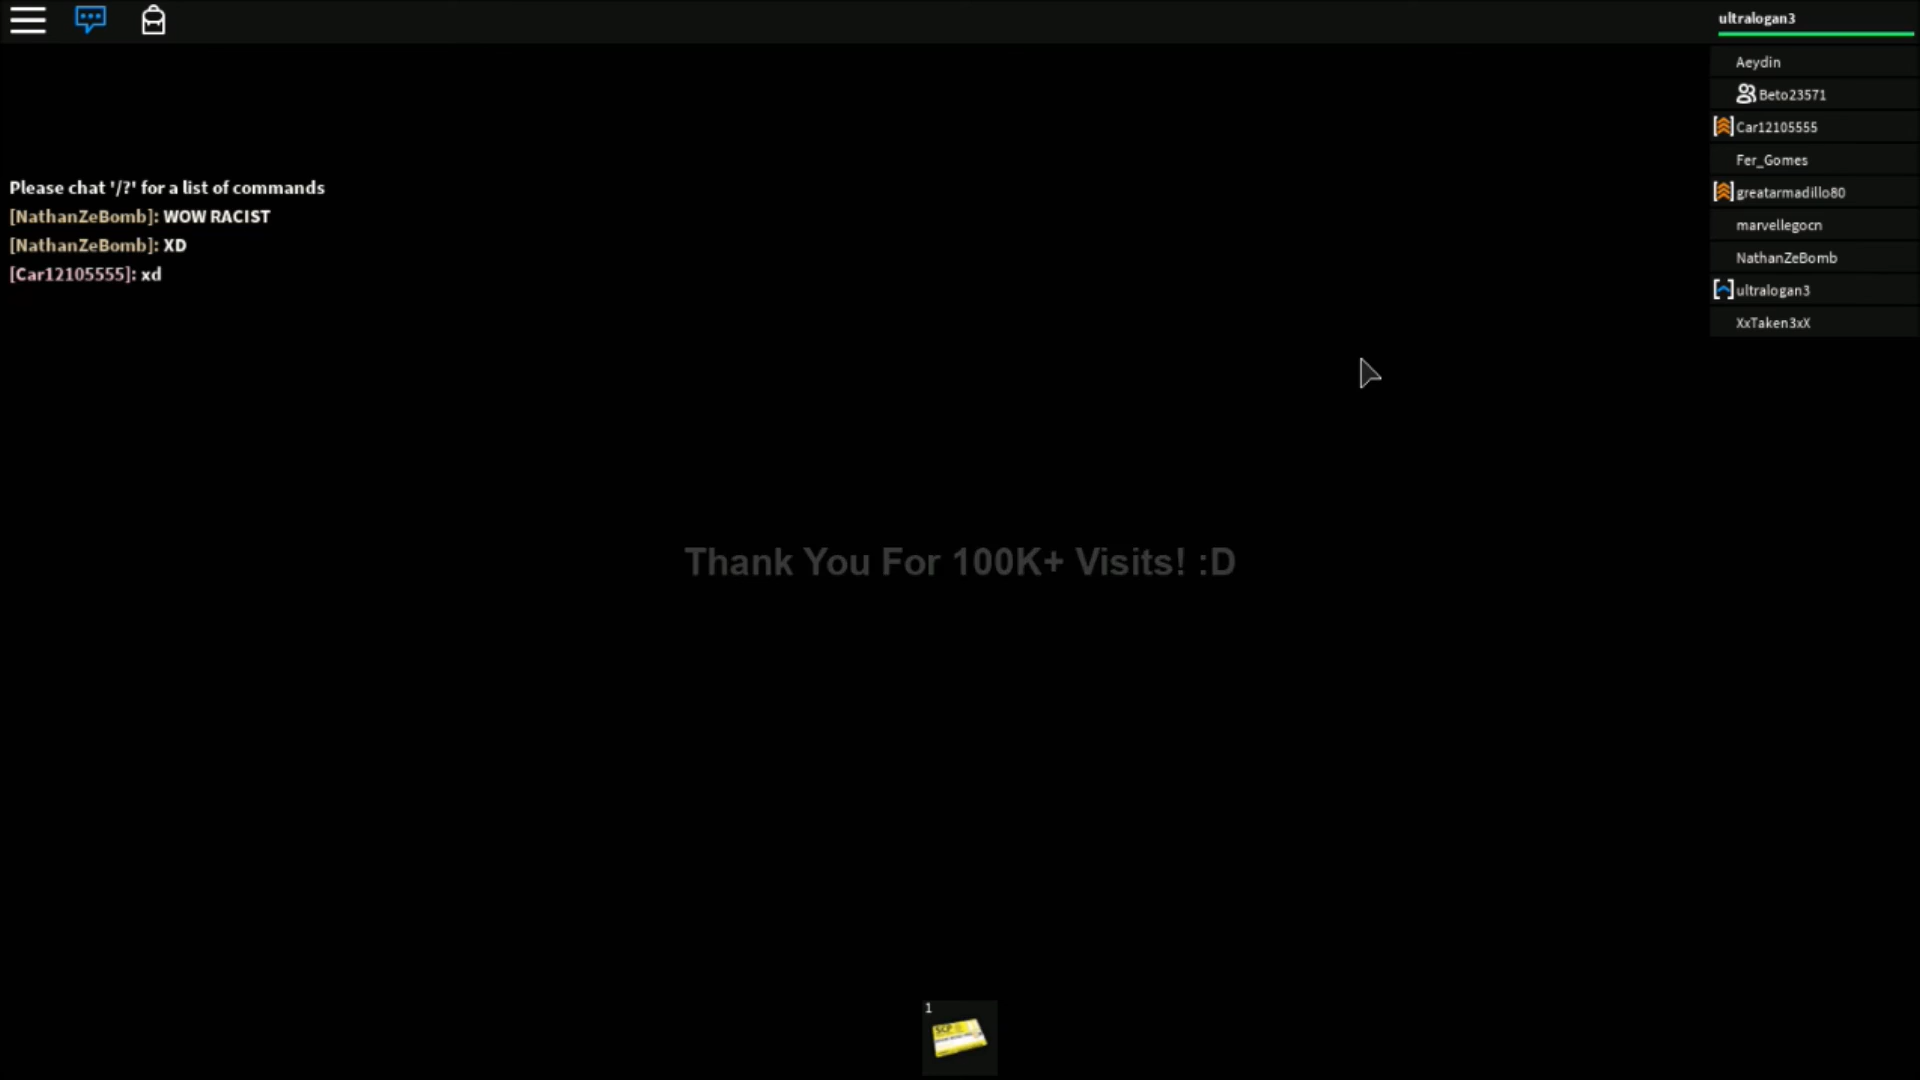 ultralogan3
Aeydin
Beto23571
Car12105555
Fer_Gomes
greatarmadillo80
marvellegocn
NathanZeBomb
ultralogan3
XxTaken3xX
Please chat '/?' for a list of commands
[NathanZeBomb]: WOW RACIST
[NathanZeBomb]: XD
[Car12105555]: xd
Thank You For 100K+ Visits! :D
1
SCP